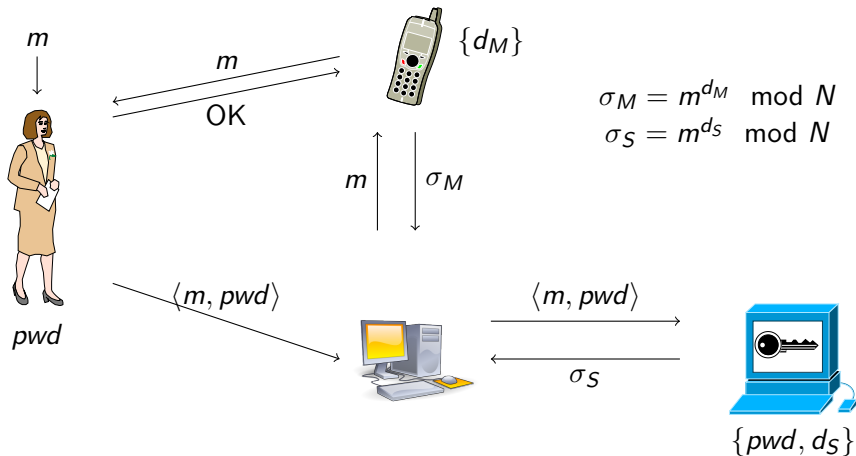 m
m
OK
{d_M}
σ_M = m^{d_M} mod N
σ_S = m^{d_S} mod N
m
σ_M
⟨m, pwd⟩
pwd
⟨m, pwd⟩
σ_S
{pwd, d_S}